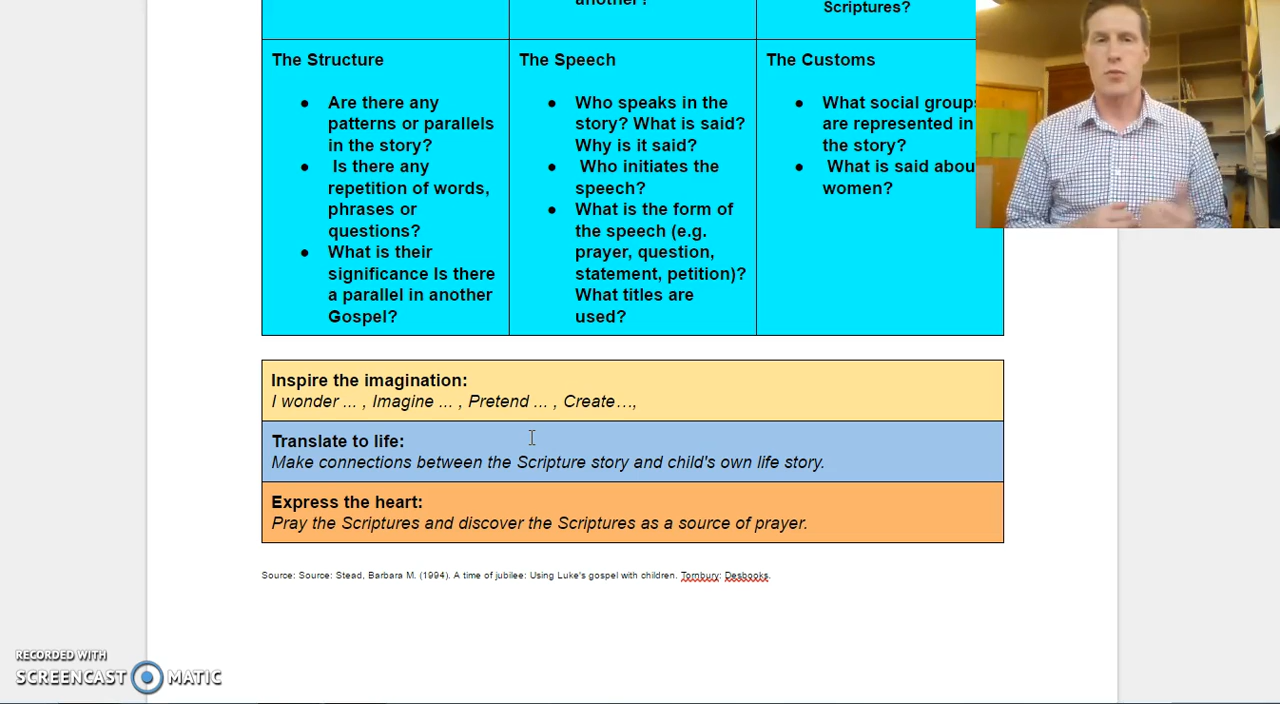 another?
Scriptures?
The Structure
● Are there any
patterns or parallels
in the story?
● Is there any
repetition of words,
phrases or
questions?
● What is their
significance Is there
a parallel in another
Gospel?
The Speech
● Who speaks in the
story? What is said?
Why is it said?
● Who initiates the
speech?
● What is the form of
the speech (e.g.
prayer, question,
statement, petition)?
What titles are
used?
The Customs
● What social groups
are represented in
the story?
● What is said abou
women?
Inspire the imagination:
I wonder ... , Imagine ... , Pretend ... , Create…,
Translate to life:
Make connections between the Scripture story and child's own life story.
Express the heart:
Pray the Scriptures and discover the Scriptures as a source of prayer.
Source: Source: Stead, Barbara M. (1994). A time of jubilee: Using Luke's gospel with children. Tornbury: Desbooks.
RECORDED WITH
SCREENCAST MATIC